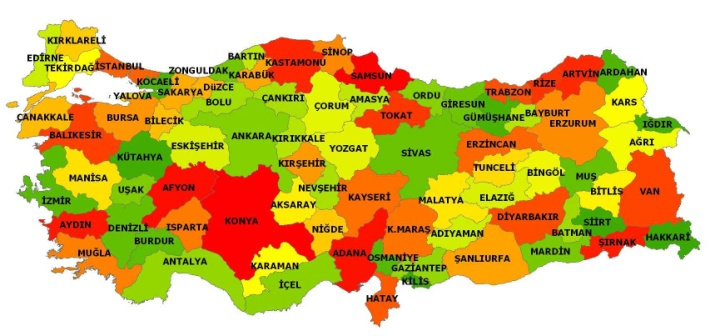 KIRKLARELİ
EDİRNE
TEKİRDAĞ
İSTANBUL
KOCAELİ
YALOVA
SAKARYA
ZONGULDAK
BARTIN
KARABÜK
KASTAMONU
SİNOP
SAMSUN
DÜZCE
BOLU
ÇANKIRI
ÇORUM
AMASYA
ORDU
GİRESUN
TRABZON
RİZE
ARTVİN
ARDAHAN
KARS
IĞDIR
AĞRI
ERZURUM
BAYBURT
GÜMÜŞHANE
TOKAT
ÇANAKKALE
BALIKESİR
BURSA
BİLECİK
KÜTAHYA
ESKİŞEHİR
ANKARA
KIRIKKALE
YOZGAT
SİVAS
ERZİNCAN
TUNCELİ
BİNGÖL
MUŞ
BİTLİS
VAN
MANİSA
İZMİR
UŞAK
AFYON
KONYA
AKSARAY
KIRŞEHİR
NEVŞEHİR
KAYSERİ
MALATYA
ELAZIĞ
DİYARBAKIR
BATMAN
SİİRT
ŞIRNAK
HAKKARİ
AYDIN
DENİZLİ
BURDUR
ISPARTA
MUĞLA
ANTALYA
KARAMAN
İÇEL
NİĞDE
ADANA
OSMANİYE
K.MARAŞ
ADIYAMAN
GAZİANTEP
KİLİS
HATAY
ŞANLIURFA
MARDİN